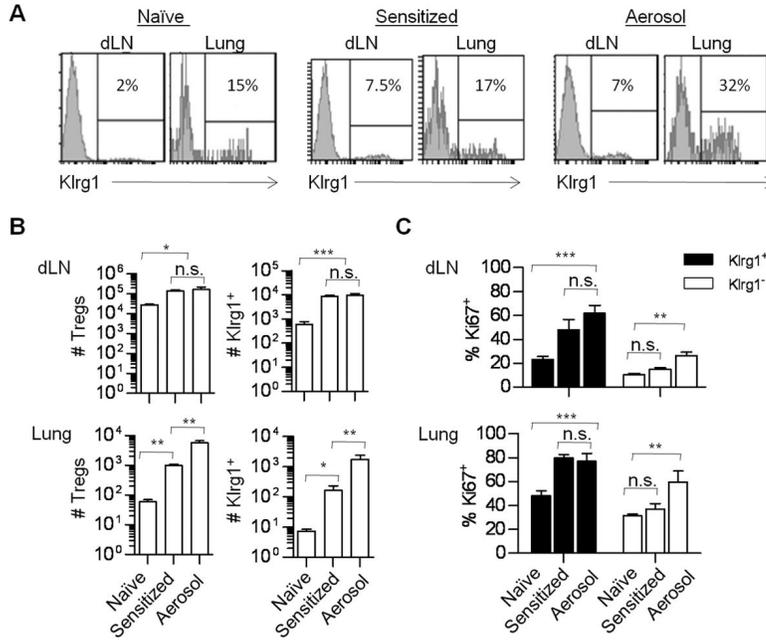 A
Naïve
Sensitized
Aerosol
dLN
Lung
dLN
Lung
dLN
Lung
2%
15%
7.5%
17%
7%
32%
Klrg1
Klrg1
Klrg1
B
dLN
# Tregs
10⁶
10⁵
10⁴
10³
10²
10¹
10⁰
*
n.s.
# Klrg1⁺
10⁵
10⁴
10³
10²
10¹
10⁰
***
n.s.
Lung
# Tregs
10⁴
10³
10²
10¹
10⁰
**
**
Naïve
Sensitized
Aerosol
# Klrg1⁺
10⁴
10³
10²
10¹
10⁰
*
**
Naïve
Sensitized
Aerosol
C
dLN
% Ki67⁺
100
80
60
40
20
0
***
n.s.
n.s.
**
Klrg1⁺
Klrg1⁻
Lung
% Ki67⁺
100
80
60
40
20
0
***
n.s.
n.s.
**
Naïve
Sensitized
Aerosol
Naïve
Sensitized
Aerosol